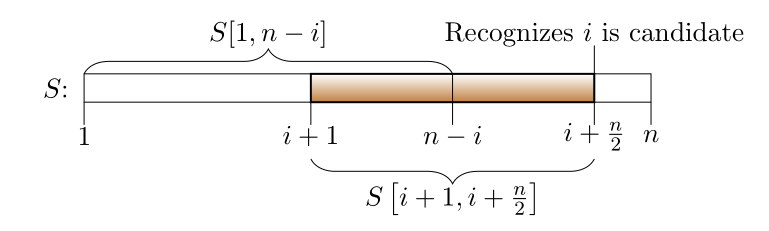 S[1, n − i]
Recognizes i is candidate
S:
1 i + 1 n − i i + n/2 n
S [i + 1, i + n/2]